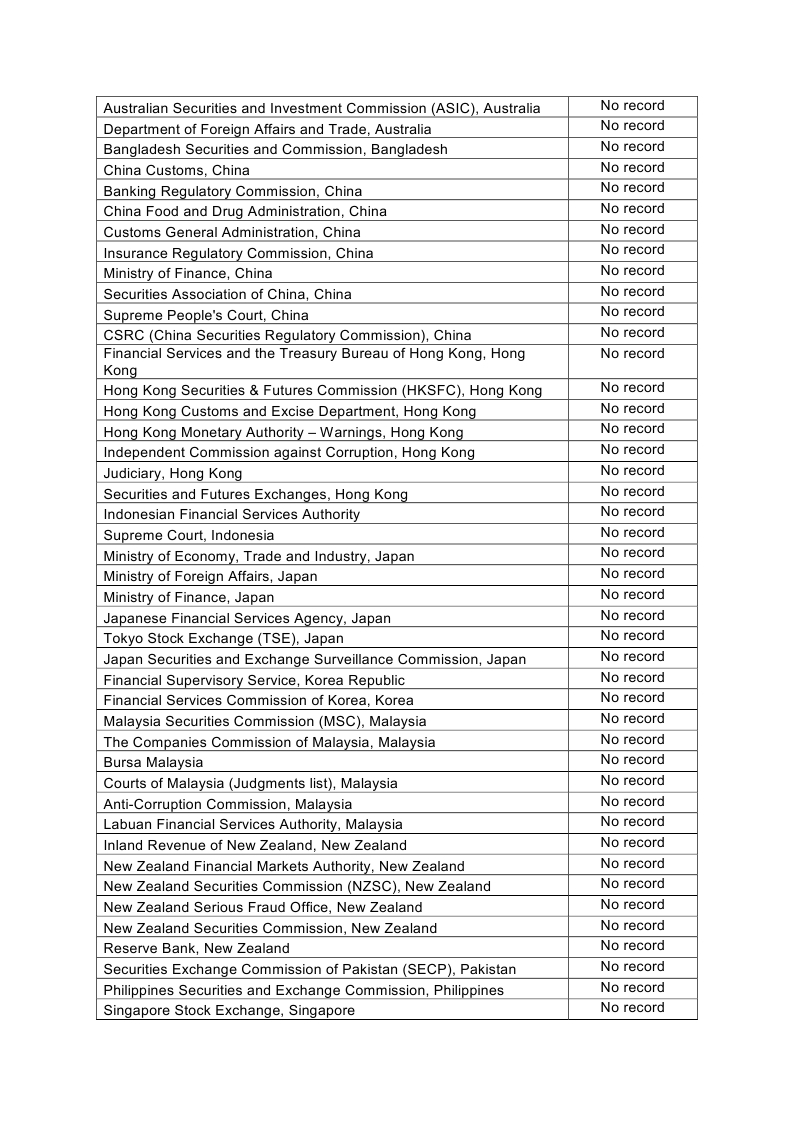 Australian Securities and Investment Commission (ASIC), Australia No record
Department of Foreign Affairs and Trade, Australia No record
Bangladesh Securities and Commission, Bangladesh No record
China Customs, China No record
Banking Regulatory Commission, China No record
China Food and Drug Administration, China No record
Customs General Administration, China No record
Insurance Regulatory Commission, China No record
Ministry of Finance, China No record
Securities Association of China, China No record
Supreme People's Court, China No record
CSRC (China Securities Regulatory Commission), China No record
Financial Services and the Treasury Bureau of Hong Kong, Hong No record
Kong
Hong Kong Securities & Futures Commission (HKSFC), Hong Kong No record
Hong Kong Customs and Excise Department, Hong Kong No record
Hong Kong Monetary Authority – Warnings, Hong Kong No record
Independent Commission against Corruption, Hong Kong No record
Judiciary, Hong Kong No record
Securities and Futures Exchanges, Hong Kong No record
Indonesian Financial Services Authority No record
Supreme Court, Indonesia No record
Ministry of Economy, Trade and Industry, Japan No record
Ministry of Foreign Affairs, Japan No record
Ministry of Finance, Japan No record
Japanese Financial Services Agency, Japan No record
Tokyo Stock Exchange (TSE), Japan No record
Japan Securities and Exchange Surveillance Commission, Japan No record
Financial Supervisory Service, Korea Republic No record
Financial Services Commission of Korea, Korea No record
Malaysia Securities Commission (MSC), Malaysia No record
The Companies Commission of Malaysia, Malaysia No record
Bursa Malaysia No record
Courts of Malaysia (Judgments list), Malaysia No record
Anti-Corruption Commission, Malaysia No record
Labuan Financial Services Authority, Malaysia No record
Inland Revenue of New Zealand, New Zealand No record
New Zealand Financial Markets Authority, New Zealand No record
New Zealand Securities Commission (NZSC), New Zealand No record
New Zealand Serious Fraud Office, New Zealand No record
New Zealand Securities Commission, New Zealand No record
Reserve Bank, New Zealand No record
Securities Exchange Commission of Pakistan (SECP), Pakistan No record
Philippines Securities and Exchange Commission, Philippines No record
Singapore Stock Exchange, Singapore No record